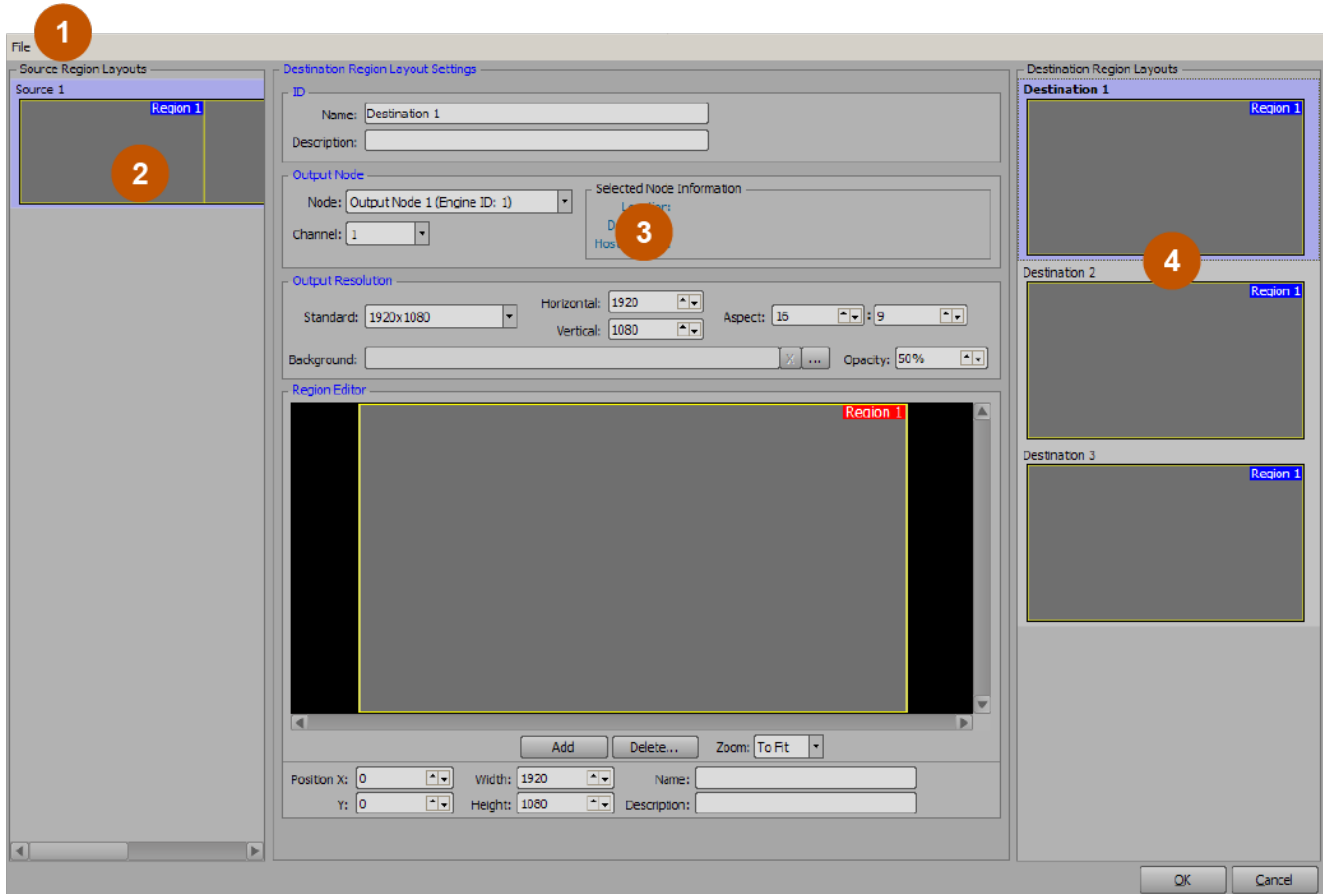 1
File
Source Region Layouts
Source 1
Region 1
2
Destination Region Layout Settings
ID
Name: Destination 1
Description:
Output Node
Node: Output Node 1 (Engine ID: 1)
Channel: 1
Selected Node Information
3
Output Resolution
Standard: 1920x1080
Horizontal: 1920
Vertical: 1080
Aspect: 16 : 9
Background: X ... Opacity: 50%
Region Editor
Region 1
Add Delete... Zoom: To Fit
Position X: 0 Width: 1920 Name:
Y: 0 Height: 1080 Description:
Destination Region Layouts
Destination 1
Region 1
4
Destination 2
Region 1
Destination 3
Region 1
OK Cancel